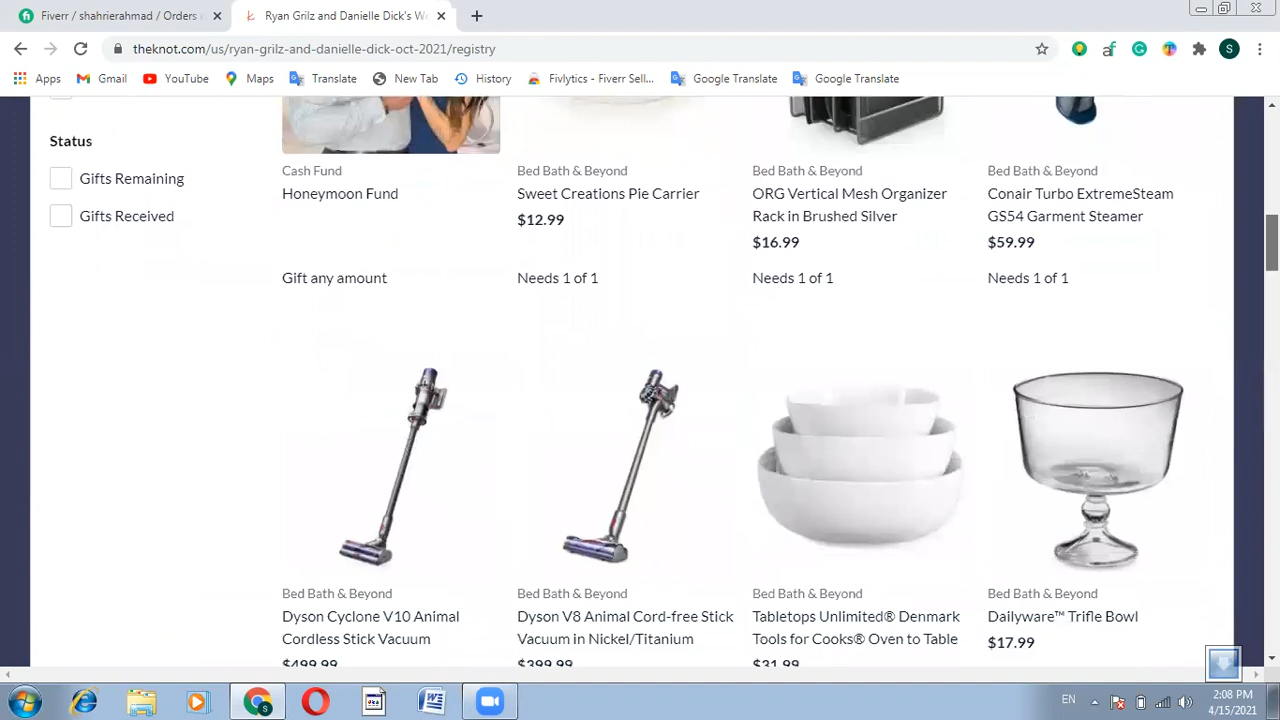 Fiverr / shahrierahmad / Orders
Ryan Grilz and Danielle Dick's We
theknot.com/us/ryan-grilz-and-danielle-dick-oct-2021/registry
S
Apps
Gmail
YouTube
Maps
Translate
New Tab
History
Fivlytics - Fiverr Sell...
Google Translate
Google Translate
Status
Gifts Remaining
Gifts Received
Cash Fund
Honeymoon Fund
Gift any amount
Bed Bath & Beyond
Sweet Creations Pie Carrier
$12.99
Needs 1 of 1
Bed Bath & Beyond
ORG Vertical Mesh Organizer
Rack in Brushed Silver
$16.99
Needs 1 of 1
Bed Bath & Beyond
Conair Turbo ExtremeSteam
GS54 Garment Steamer
$59.99
Needs 1 of 1
Bed Bath & Beyond
Dyson Cyclone V10 Animal
Cordless Stick Vacuum
$499.99
Bed Bath & Beyond
Dyson V8 Animal Cord-free Stick
Vacuum in Nickel/Titanium
$399.99
Bed Bath & Beyond
Tabletops Unlimited® Denmark
Tools for Cooks® Oven to Table
$31.99
Bed Bath & Beyond
Dailyware™ Trifle Bowl
$17.99
EN
2:08 PM
4/15/2021